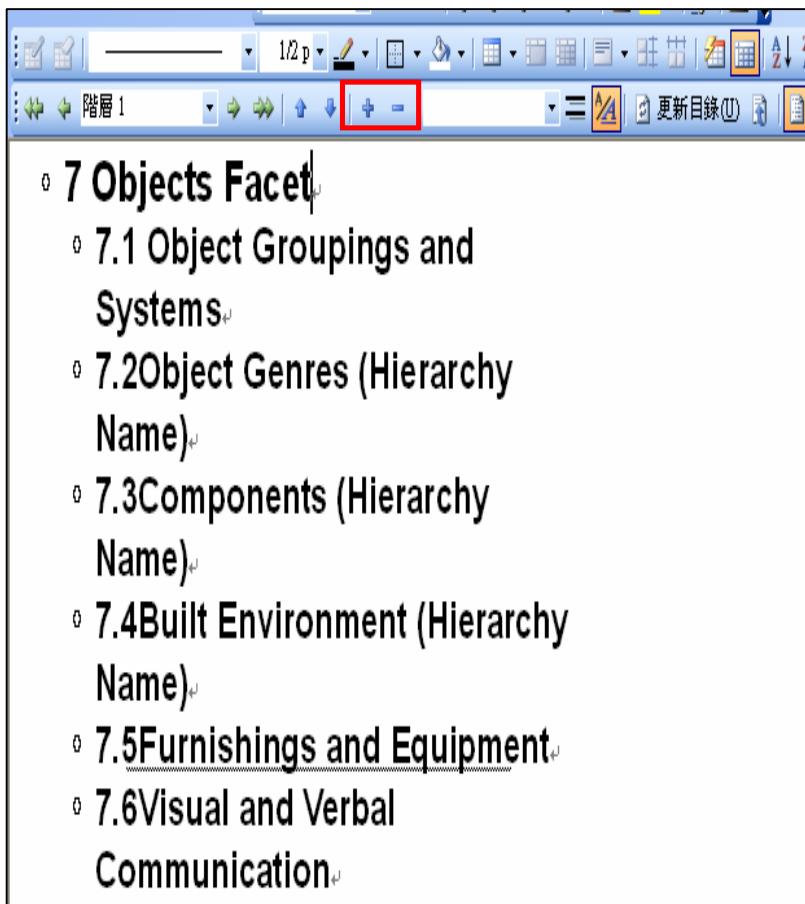 1/2 p
階層 1
更新目錄(U)
7 Objects Facet
7.1 Object Groupings and
Systems
7.2Object Genres (Hierarchy
Name)
7.3Components (Hierarchy
Name)
7.4Built Environment (Hierarchy
Name)
7.5Furnishings and Equipment
7.6Visual and Verbal
Communication